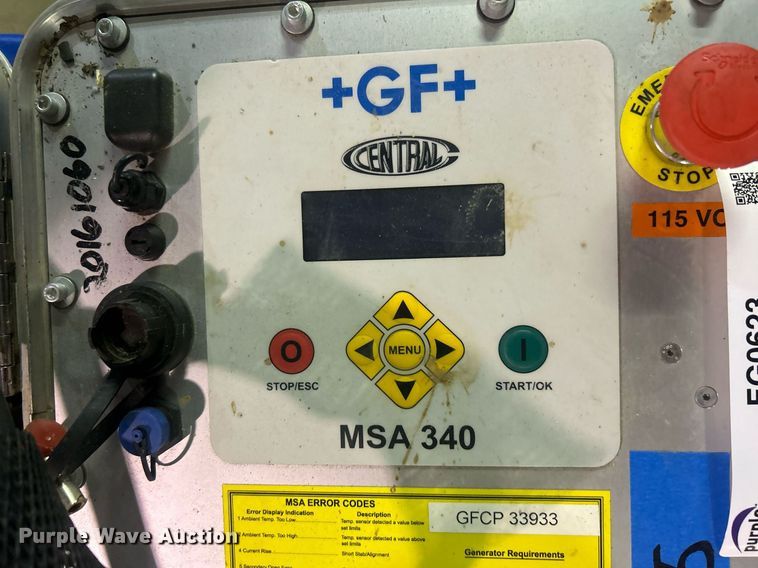 +GF+
CENTRAL
EMERGENCY
STOP
115 VO
20161060
O
MENU
I
STOP/ESC
START/OK
MSA 340
EG0623
MSA ERROR CODES
Error Display Indication
Description
1 Ambient Temp. Too Low
Temp. sensor detected a value below set limits
Ambient Temp. Too High
Temp. sensor detected a value above set limits
4 Current Rise
Short Stats/Alignment
GFCP 33933
Generator Requirements
purple
Purple Wave Auction